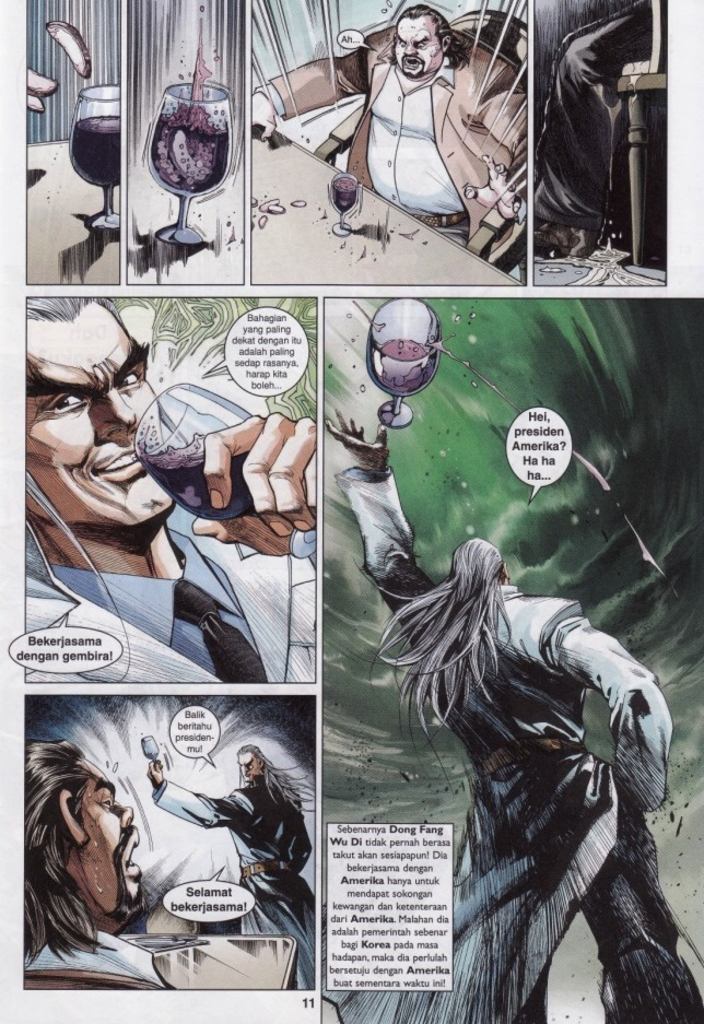 Ah...
Bahagian
yang paling
dekat dengan itu
adalah paling
sedap rasanya,
harap kita
boleh...
Bekerjasama
dengan gembira!
Balik
beritahu
presiden-
mu!
Selamat
bekerjasama!
Hei,
presiden
Amerika?
Ha ha
ha...
Sebenarnya Dong Fang
Wu Di tidak pernah berasa
takut akan sesiapapun! Dia
bekerjasama dengan
Amerika hanya untuk
mendapat sokongan
kewangan dan ketenteraan
dari Amerika. Malahan dia
adalah pemerintah sebenar
bagi Korea pada masa
hadapan, maka dia perlulah
bersetuju dengan Amerika
buat sementara waktu ini!
11